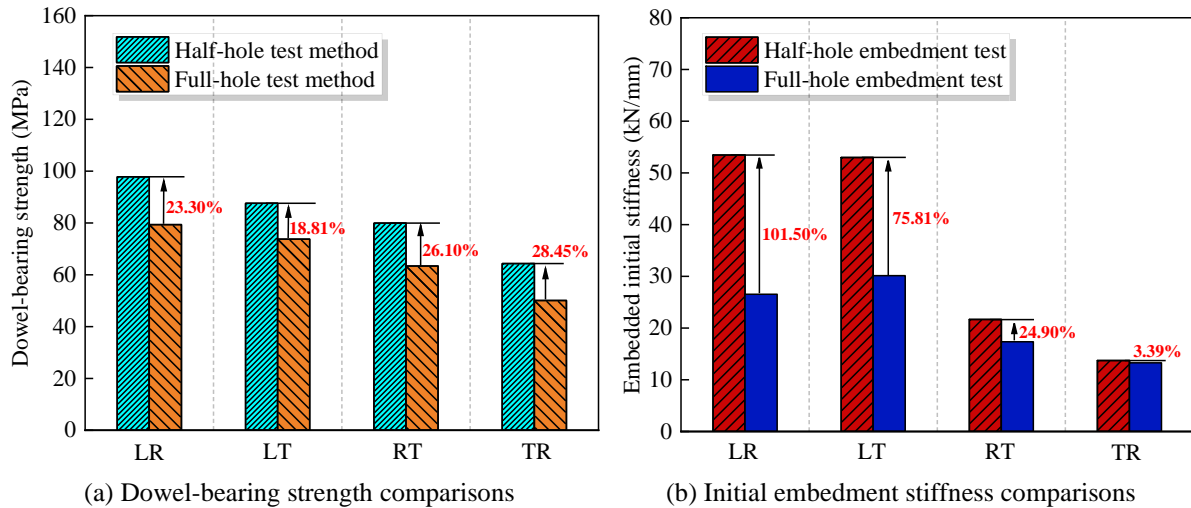 Dowel-bearing strength (MPa)
160
140
120
100
80
60
40
20
0
Half-hole test method
Full-hole test method
23.30%
18.81%
26.10%
28.45%
LR LT RT TR
(a) Dowel-bearing strength comparisons
Embedded initial stiffness (kN/mm)
80
70
60
50
40
30
20
10
0
Half-hole embedment test
Full-hole embedment test
101.50%
75.81%
24.90%
3.39%
LR LT RT TR
(b) Initial embedment stiffness comparisons